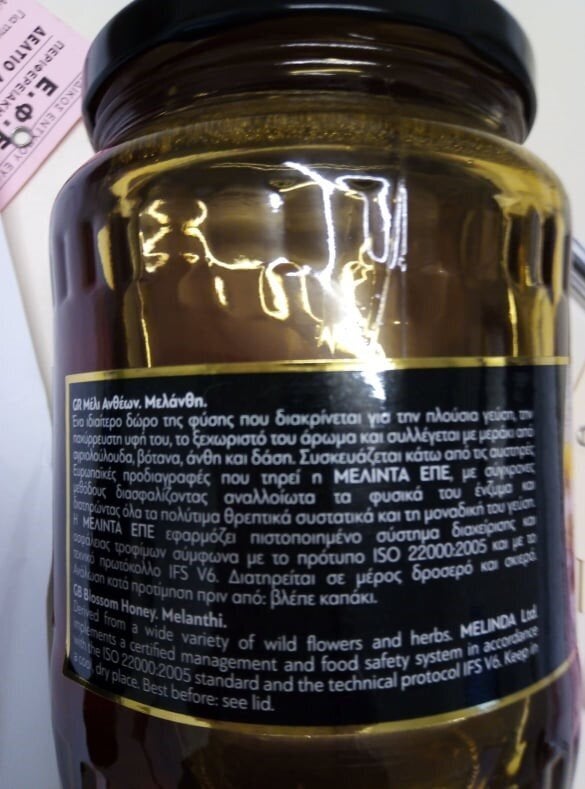 Ε.Φ.
ΔΕΛΤΙΟ
ΠΕΡΙΦΕΡΕΙΑΚ
GR Μέλι Ανθέων. Μελάνθη.
Ένα ιδιαίτερο δώρο της φύσης που διακρίνεται για την πλούσια γεύση, την
παχύρρευστη υφή του, το ξεχωριστό του άρωμα και συλλέγεται με μεράκι από
αγριολούλουδα, βότανα, άνθη και δάση. Συσκευάζεται κάτω από τις αυστηρές
Ευρωπαϊκές προδιαγραφές που τηρεί η ΜΕΛΙΝΤΑ ΕΠΕ, με σύγχρονες
μεθόδους διασφαλίζοντας αναλλοίωτα τα φυσικά του ένζυμα και
διατηρώντας όλα τα πολύτιμα θρεπτικά συστατικά και τη μοναδική του γεύση.
Η ΜΕΛΙΝΤΑ ΕΠΕ εφαρμόζει πιστοποιημένο σύστημα διαχείρισης και
ασφάλειας τροφίμων σύμφωνα με το πρότυπο ISO 22000:2005 και με το
τεχνικό πρωτόκολλο IFS V6. Διατηρείται σε μέρος δροσερό και σκιερό.
Ανάλωση κατά προτίμηση πριν από: βλέπε καπάκι.
GB Blossom Honey. Melanthi.
Derived from a wide variety of wild flowers and herbs. MELINDA Ltd.
implements a certified management and food safety system in accordance
with the ISO 22000:2005 standard and the technical protocol IFS V6. Keep in
a cool, dry place. Best before: see lid.